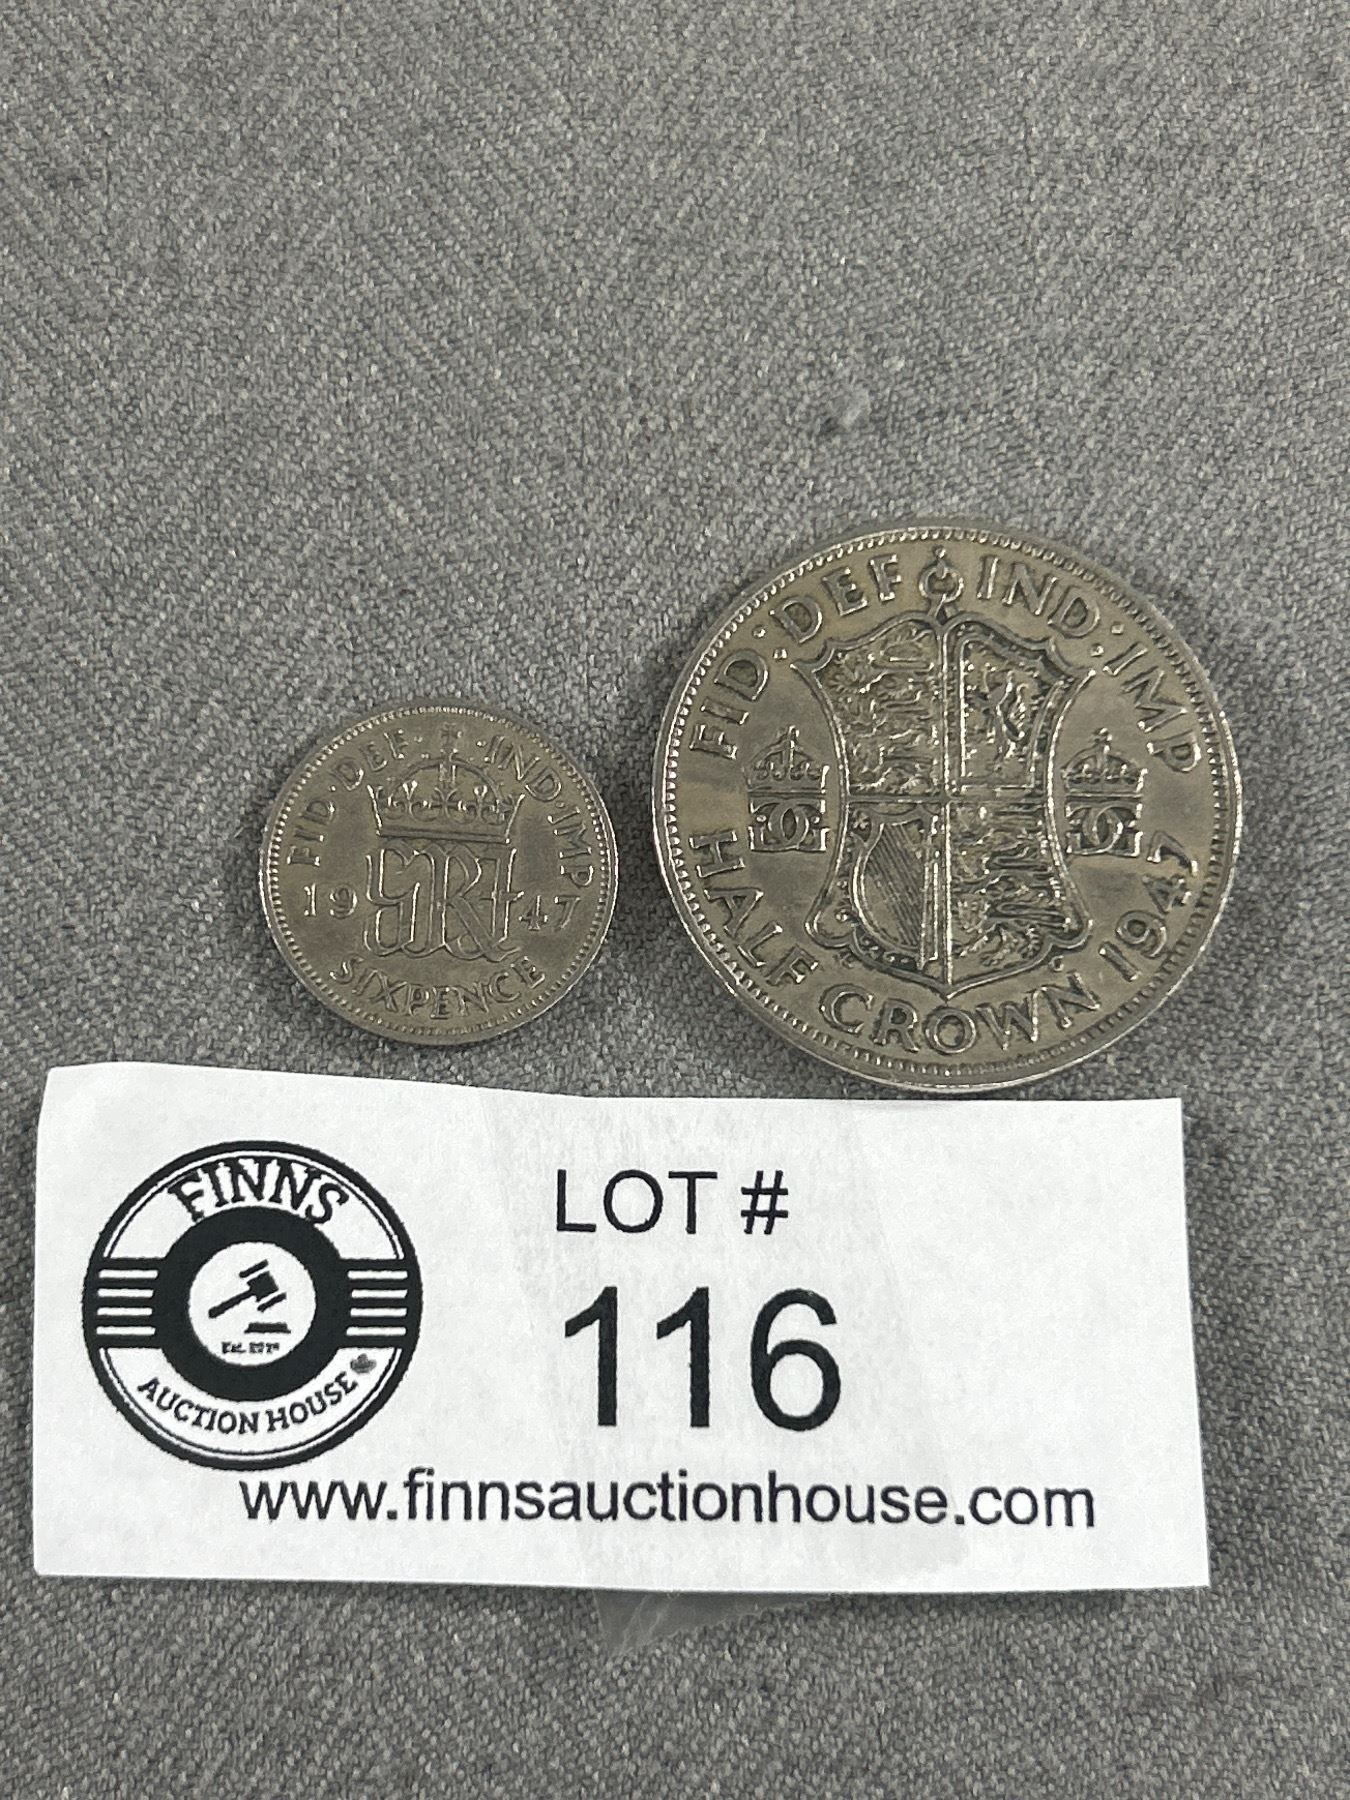 FID · DEF · IND · IMP
19 47
SIXPENCE
FID · DEF IND · IMP
HALF CROWN 1947
FINNS
AUCTION HOUSE
LOT #
116
www.finnsauctionhouse.com